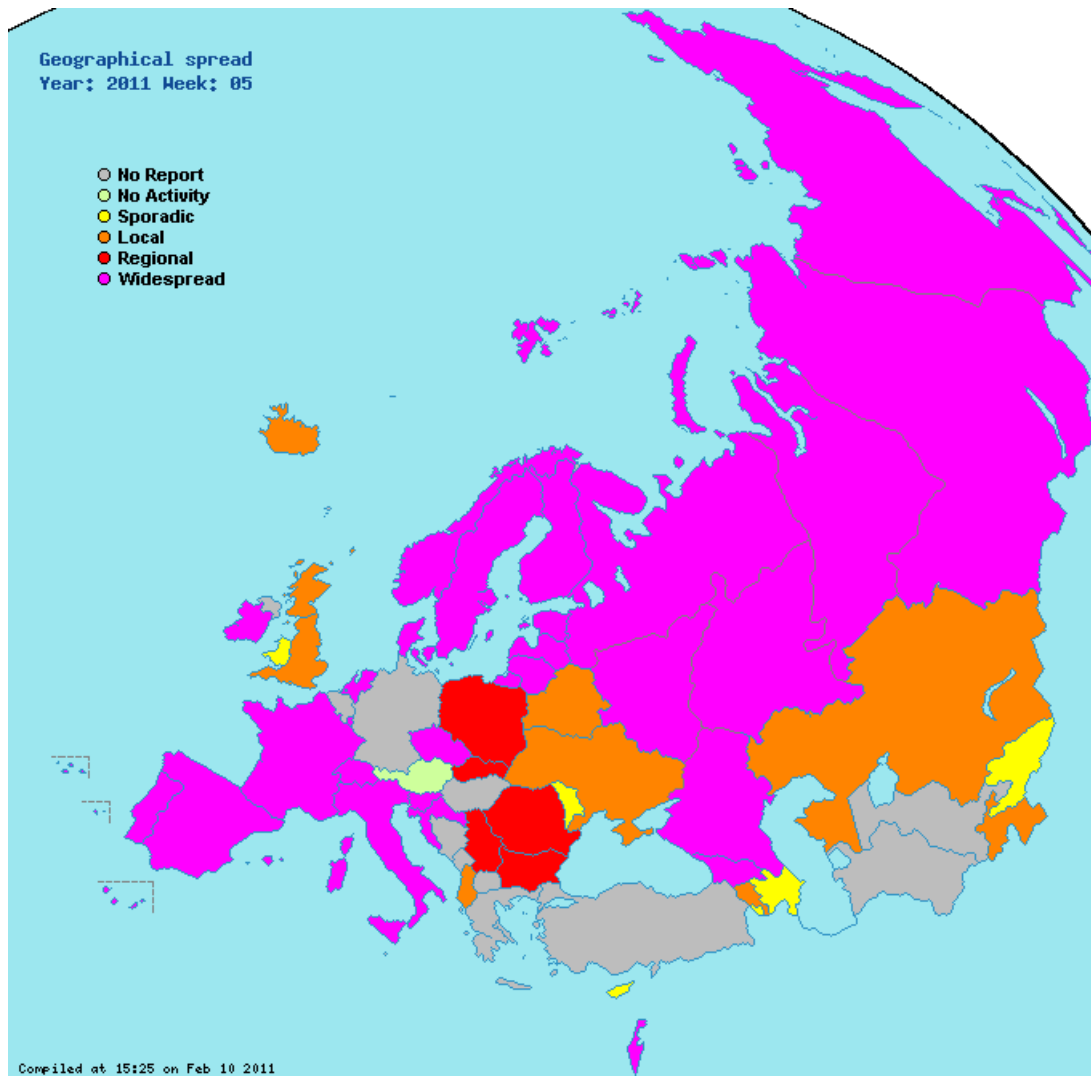 Geographical spread
Year: 2011 Week: 05
No Report
No Activity
Sporadic
Local
Regional
Widespread
Compiled at 15:25 on Feb 10 2011